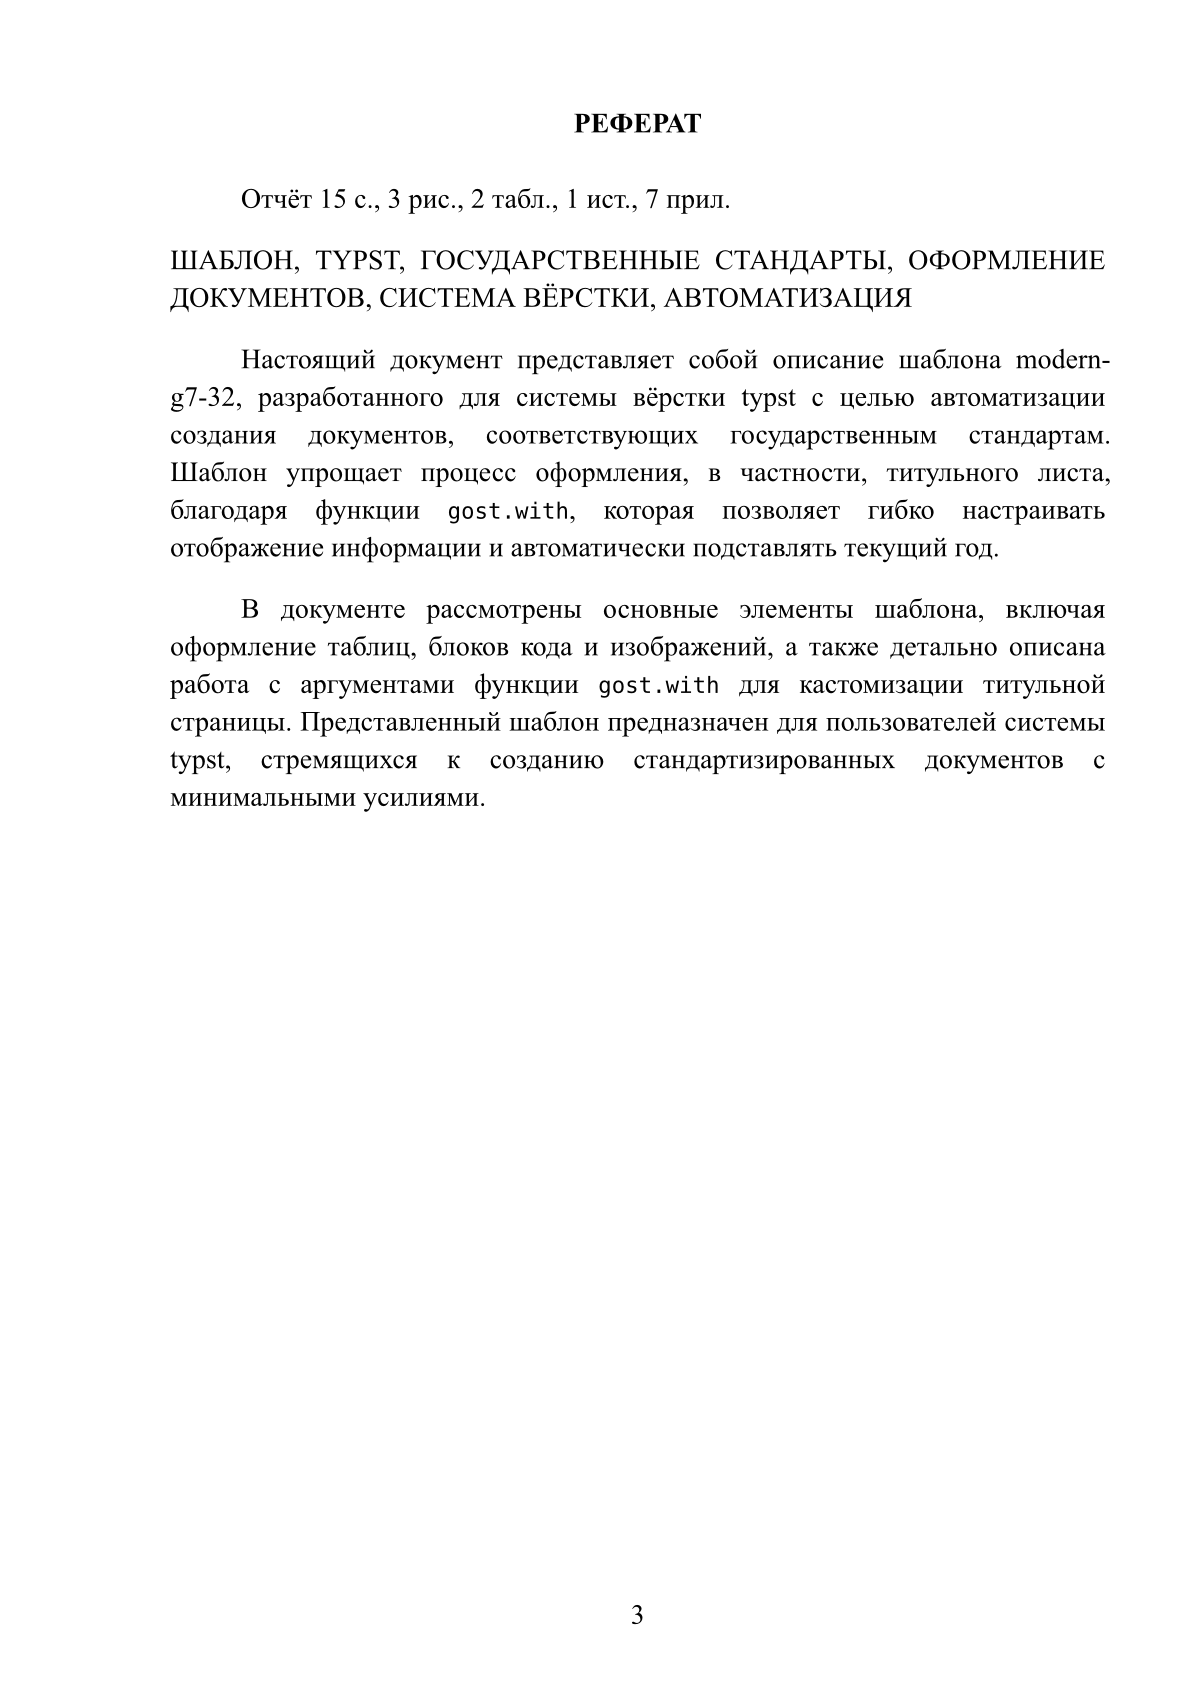 РЕФЕРАТ
Отчёт 15 с., 3 рис., 2 табл., 1 ист., 7 прил.
ШАБЛОН, TYPST, ГОСУДАРСТВЕННЫЕ СТАНДАРТЫ, ОФОРМЛЕНИЕ
ДОКУМЕНТОВ, СИСТЕМА ВЁРСТКИ, АВТОМАТИЗАЦИЯ
Настоящий документ представляет собой описание шаблона modern-
g7-32, разработанного для системы вёрстки typst с целью автоматизации
создания документов, соответствующих государственным стандартам.
Шаблон упрощает процесс оформления, в частности, титульного листа,
благодаря функции gost.with, которая позволяет гибко настраивать
отображение информации и автоматически подставлять текущий год.
В документе рассмотрены основные элементы шаблона, включая
оформление таблиц, блоков кода и изображений, а также детально описана
работа с аргументами функции gost.with для кастомизации титульной
страницы. Представленный шаблон предназначен для пользователей системы
typst, стремящихся к созданию стандартизированных документов с
минимальными усилиями.
3